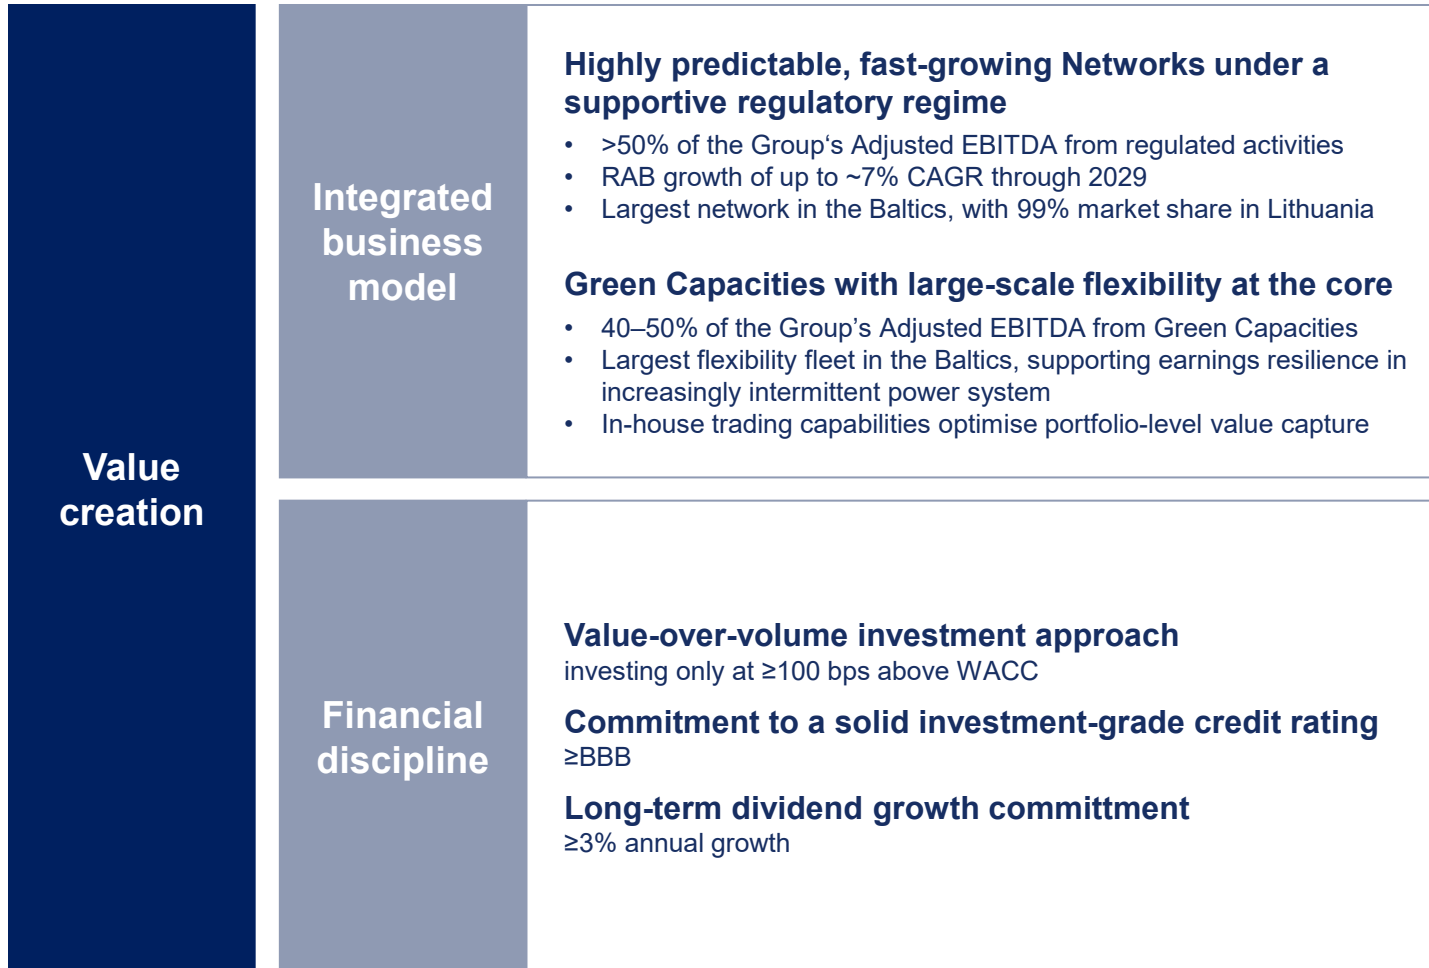 Value
creation
Integrated
business
model
Highly predictable, fast-growing Networks under a
supportive regulatory regime
• >50% of the Group‘s Adjusted EBITDA from regulated activities
• RAB growth of up to ~7% CAGR through 2029
• Largest network in the Baltics, with 99% market share in Lithuania
Green Capacities with large-scale flexibility at the core
• 40–50% of the Group’s Adjusted EBITDA from Green Capacities
• Largest flexibility fleet in the Baltics, supporting earnings resilience in
increasingly intermittent power system
• In-house trading capabilities optimise portfolio-level value capture
Financial
discipline
Value-over-volume investment approach
investing only at ≥100 bps above WACC
Commitment to a solid investment-grade credit rating
≥BBB
Long-term dividend growth committment
≥3% annual growth